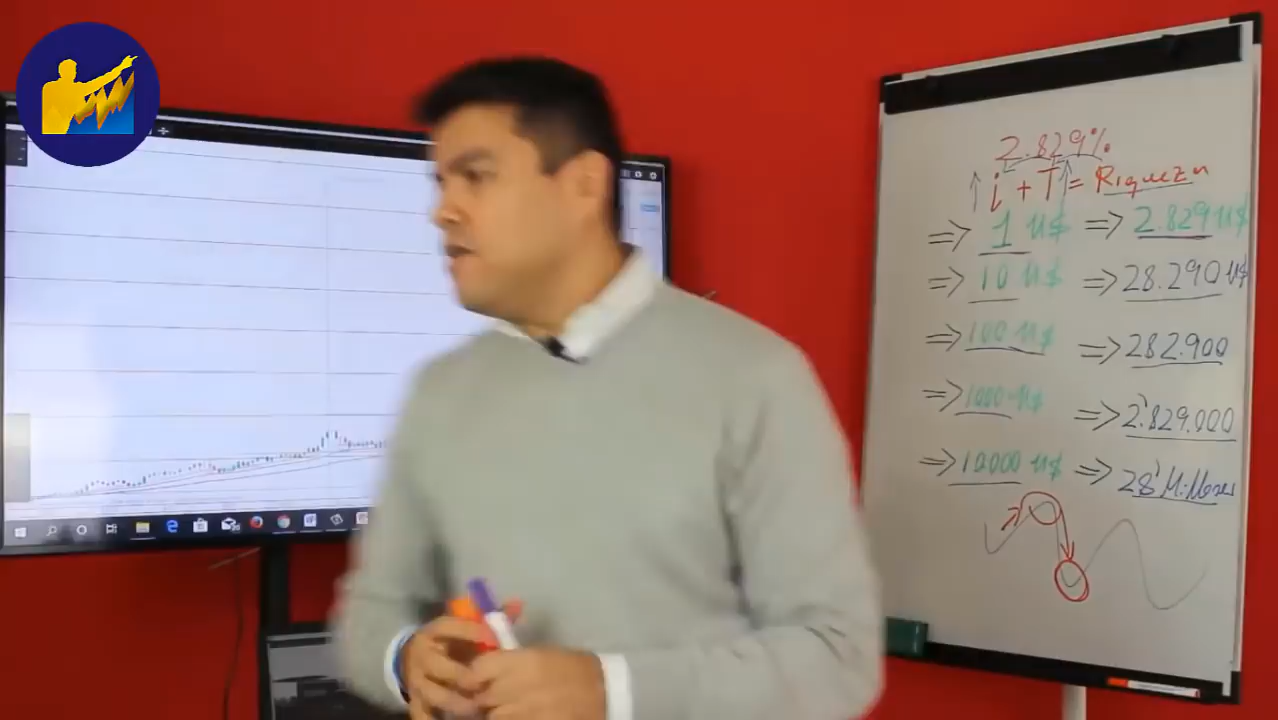 2.829%
i + T = Riqueza
=> 1 U$ => 2.829 U$
=> 10 U$ => 28.290 U$
=> 100 U$ => 282.900
=> 1000 U$ => 2'829.000
=> 10.000 U$ => 28' Millones